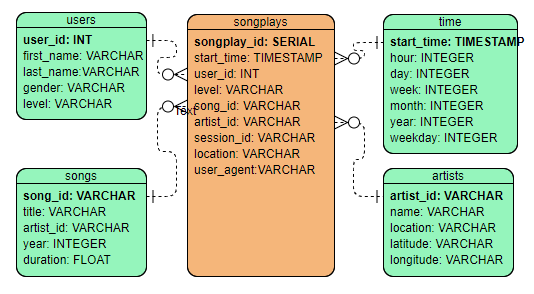 users
user_id: INT
first_name: VARCHAR
last_name:VARCHAR
gender: VARCHAR
level: VARCHAR
songplays
songplay_id: SERIAL
start_time: TIMESTAMP
user_id: INT
level: VARCHAR
song_id: VARCHAR
artist_id: VARCHAR
session_id: VARCHAR
location: VARCHAR
user_agent:VARCHAR
Text
time
start_time: TIMESTAMP
hour: INTEGER
day: INTEGER
week: INTEGER
month: INTEGER
year: INTEGER
weekday: INTEGER
songs
song_id: VARCHAR
title: VARCHAR
artist_id: VARCHAR
year: INTEGER
duration: FLOAT
artists
artist_id: VARCHAR
name: VARCHAR
location: VARCHAR
latitude: VARCHAR
longitude: VARCHAR